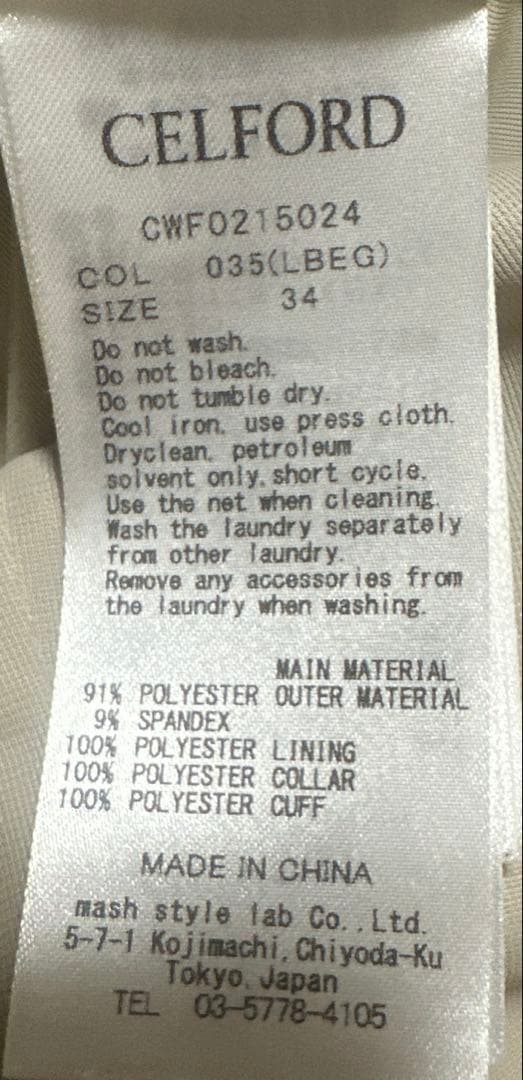 CELFORD
CWF0215024
COL 035(LBEG)
SIZE 34
Do not wash.
Do not bleach.
Do not tumble dry.
Cool iron, use press cloth.
Dryclean, petroleum
solvent only, short cycle.
Use the net when cleaning.
Wash the laundry separately
from other laundry.
Remove any accessories from
the laundry when washing.
MAIN MATERIAL
91% POLYESTER OUTER MATERIAL
9% SPANDEX
100% POLYESTER LINING
100% POLYESTER COLLAR
100% POLYESTER CUFF
MADE IN CHINA
mash style lab Co.,Ltd.
5-7-1 Kojimachi,Chiyoda-Ku
Tokyo,Japan
TEL 03-5778-4105